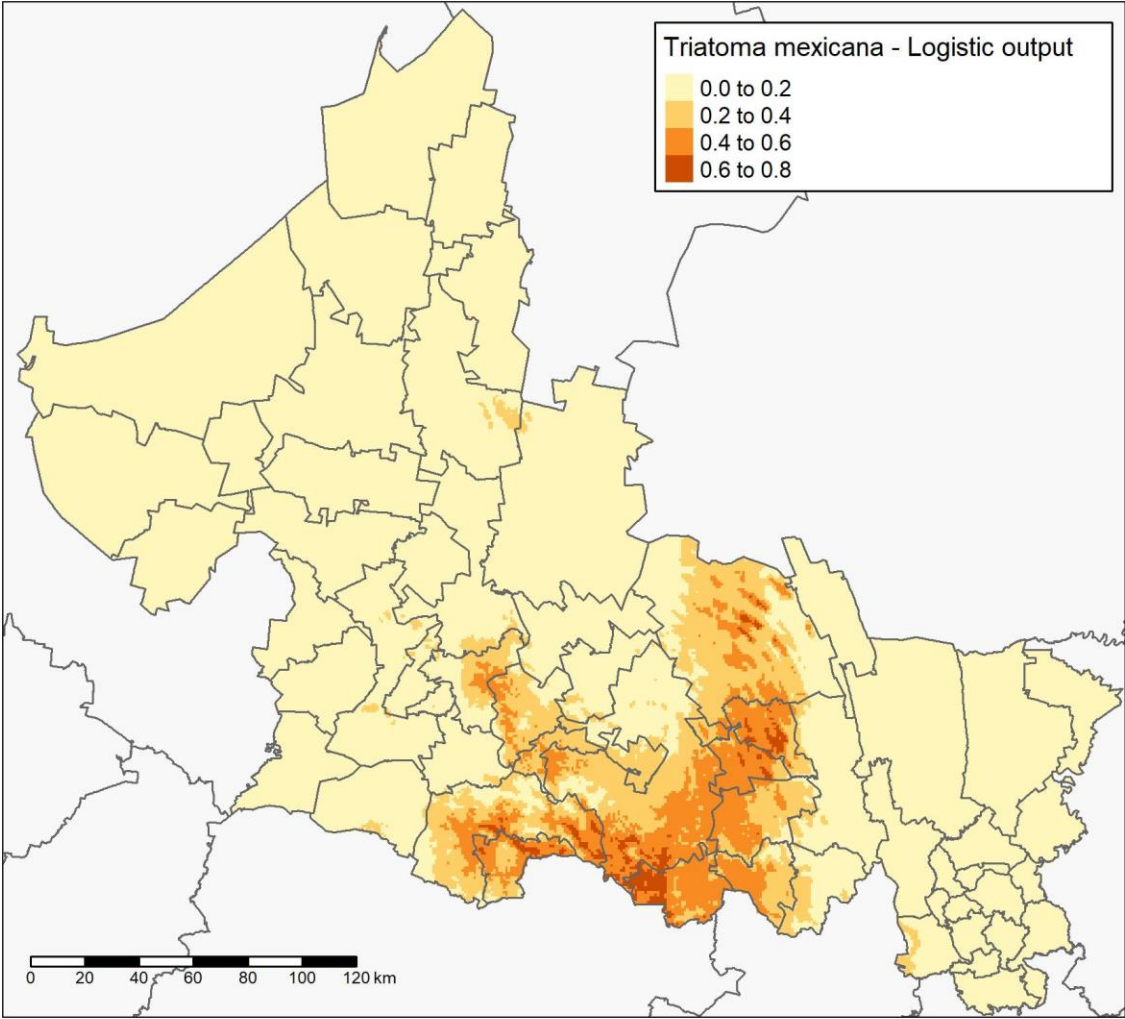 Triatoma mexicana - Logistic output
0.0 to 0.2
0.2 to 0.4
0.4 to 0.6
0.6 to 0.8
0 20 40 60 80 100 120 km